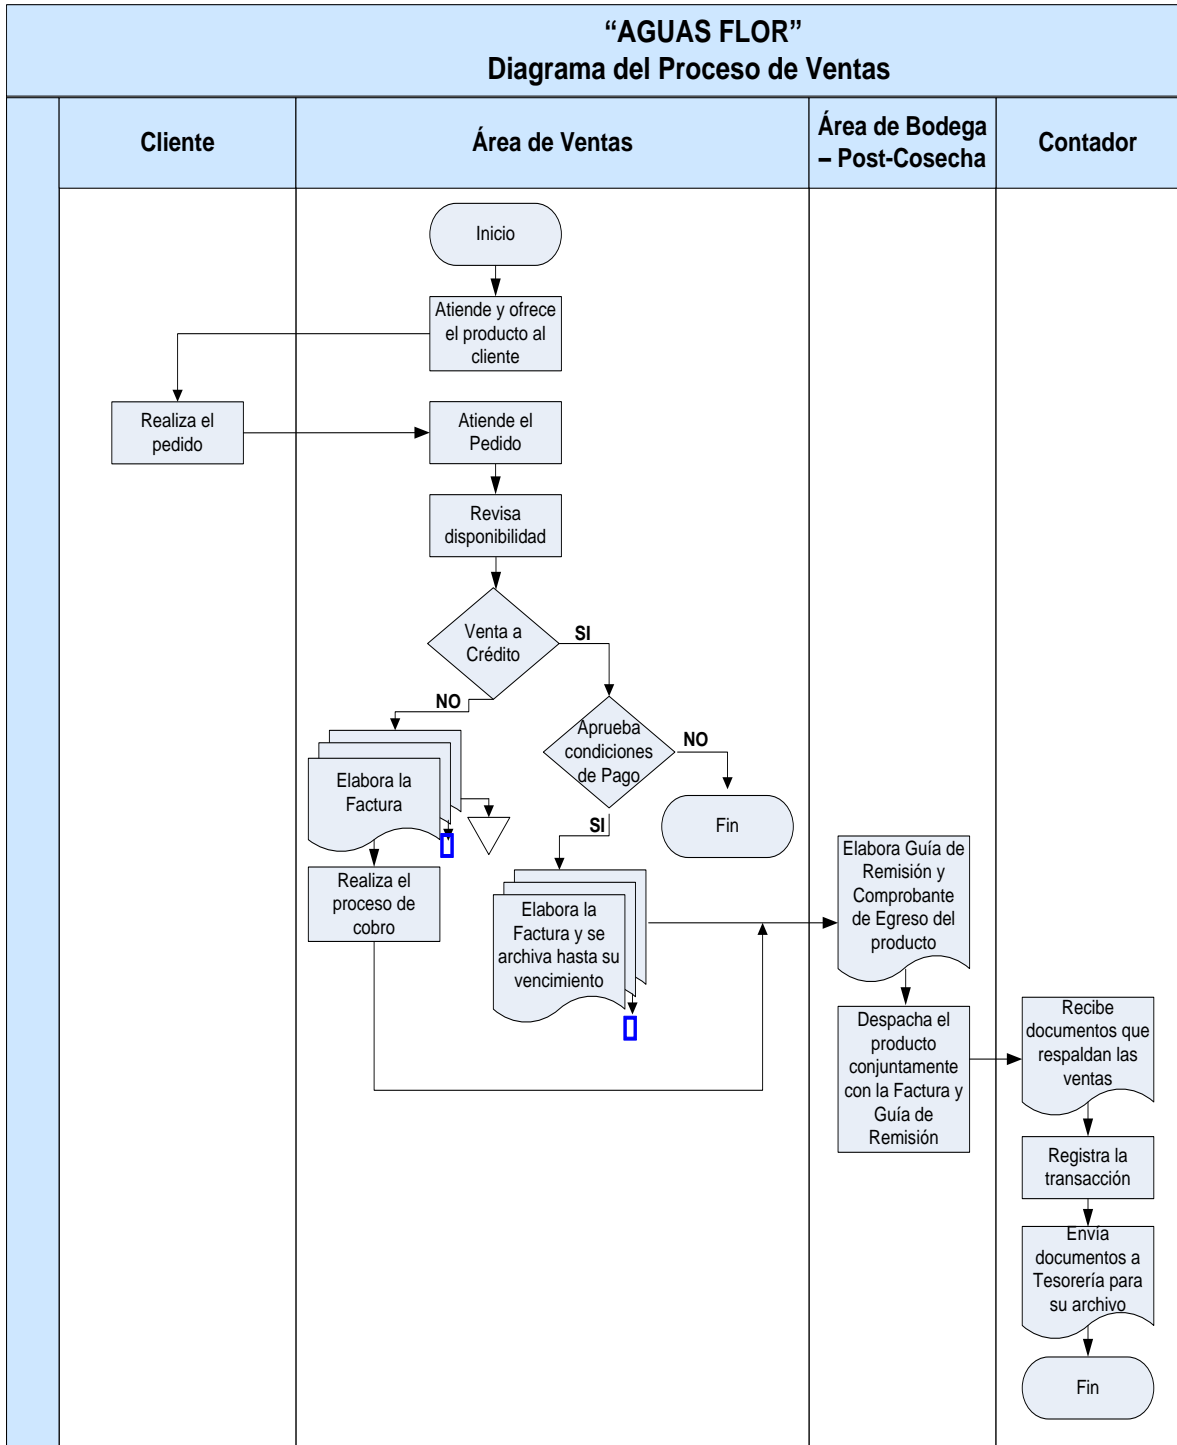 “AGUAS FLOR”
Diagrama del Proceso de Ventas
Cliente
Área de Ventas
Área de Bodega
– Post-Cosecha
Contador
Inicio
Atiende y ofrece
el producto al
cliente
Realiza el
pedido
Atiende el
Pedido
Revisa
disponibilidad
Venta a
Crédito
SI
NO
Aprueba
condiciones
de Pago
NO
SI
Fin
Elabora la
Factura
Realiza el
proceso de
cobro
Elabora la
Factura y se
archiva hasta su
vencimiento
Elabora Guía de
Remisión y
Comprobante
de Egreso del
producto
Despacha el
producto
conjuntamente
con la Factura y
Guía de
Remisión
Recibe
documentos que
respaldan las
ventas
Registra la
transacción
Envía
documentos a
Tesorería para
su archivo
Fin